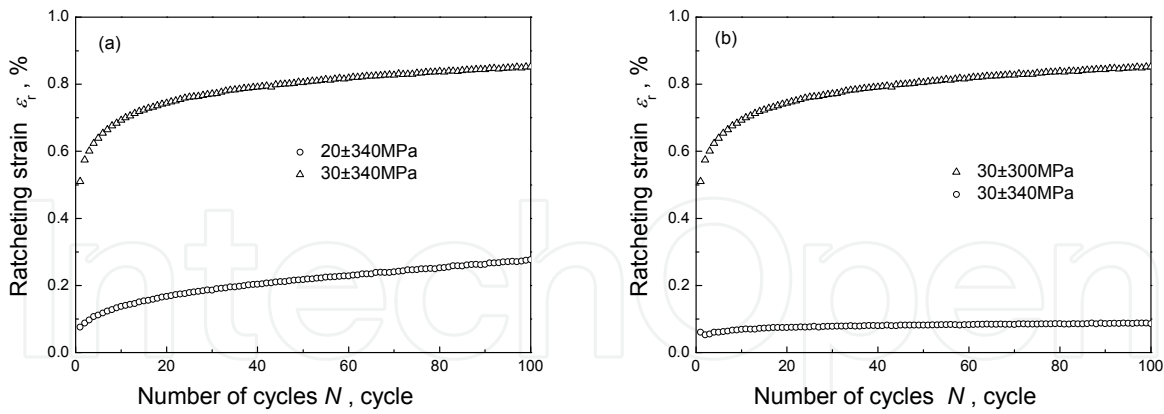 (a)
1.0
0.8
0.6
0.4
0.2
0.0
0 20 40 60 80 100
Ratcheting strain εr, %
Number of cycles N , cycle
20±340MPa
30±340MPa
(b)
1.0
0.8
0.6
0.4
0.2
0.0
0 20 40 60 80 100
Ratcheting strain εr, %
Number of cycles N , cycle
30±300MPa
30±340MPa
IntechOpen